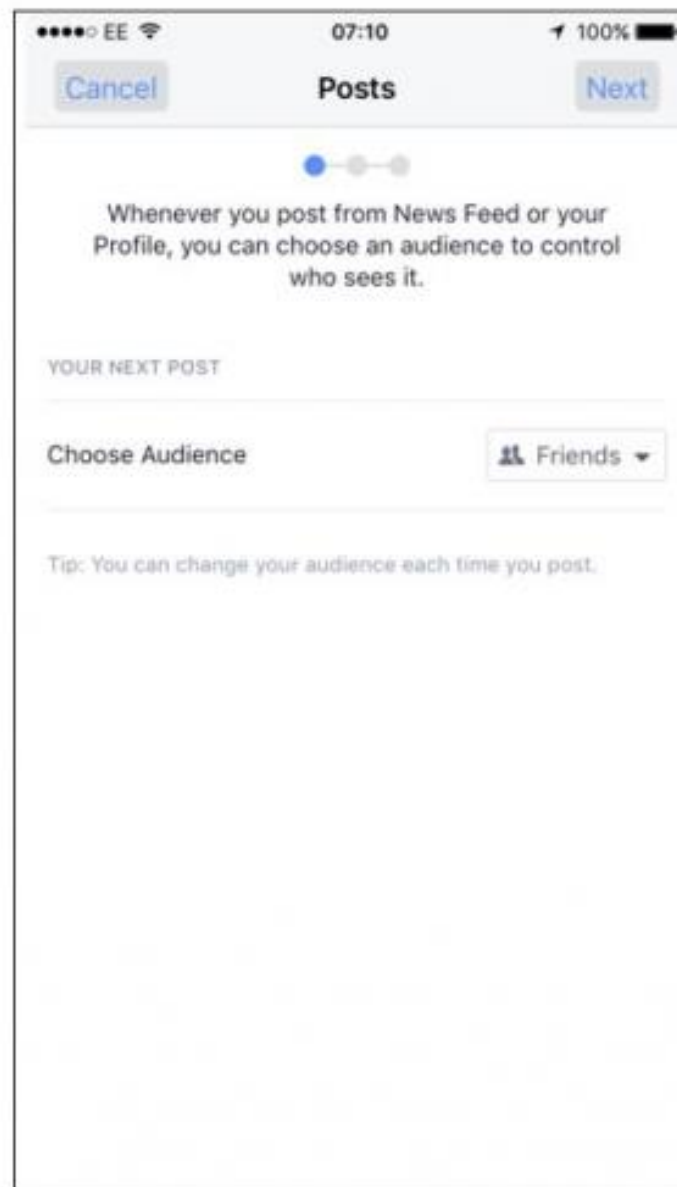 EE 07:10 100%
Cancel Posts Next
Whenever you post from News Feed or your
Profile, you can choose an audience to control
who sees it.
YOUR NEXT POST
Choose Audience Friends
Tip: You can change your audience each time you post.